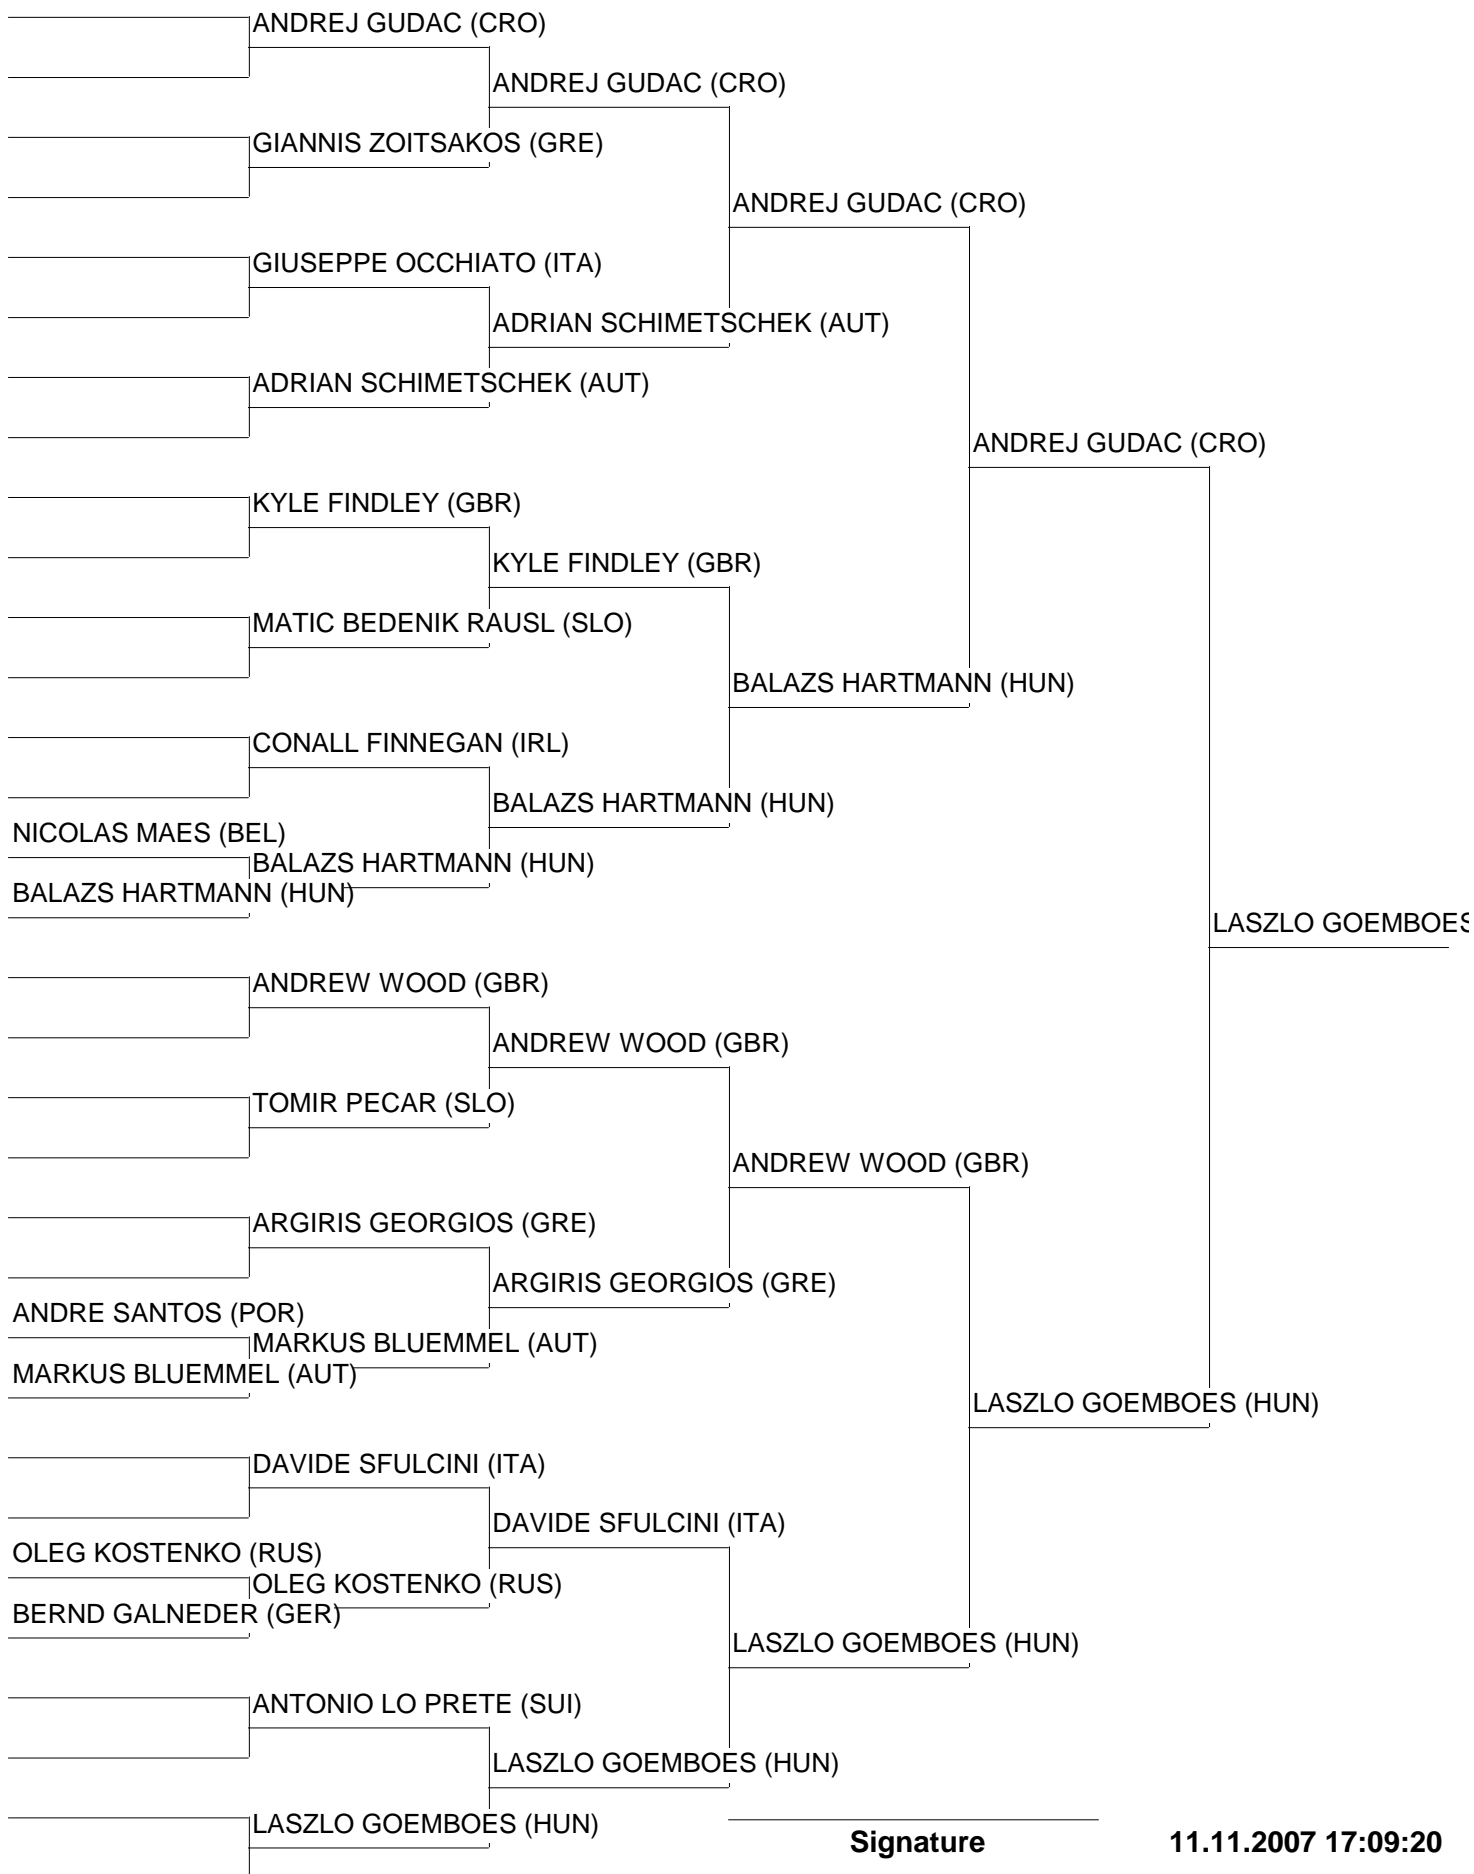 ANDREJ GUDAC (CRO)
ANDREJ GUDAC (CRO)
GIANNIS ZOITSAKOS (GRE)
ANDREJ GUDAC (CRO)
GIUSEPPE OCCHIATO (ITA)
ADRIAN SCHIMETSCHEK (AUT)
ADRIAN SCHIMETSCHEK (AUT)
ANDREJ GUDAC (CRO)
KYLE FINDLEY (GBR)
KYLE FINDLEY (GBR)
MATIC BEDENIK RAUSL (SLO)
BALAZS HARTMANN (HUN)
CONALL FINNEGAN (IRL)
BALAZS HARTMANN (HUN)
NICOLAS MAES (BEL)
BALAZS HARTMANN (HUN)
BALAZS HARTMANN (HUN)
LASZLO GOEMBOES
ANDREW WOOD (GBR)
ANDREW WOOD (GBR)
TOMIR PECAR (SLO)
ANDREW WOOD (GBR)
ARGIRIS GEORGIOS (GRE)
ARGIRIS GEORGIOS (GRE)
ANDRE SANTOS (POR)
MARKUS BLUEMMEL (AUT)
MARKUS BLUEMMEL (AUT)
LASZLO GOEMBOES (HUN)
DAVIDE SFULCINI (ITA)
DAVIDE SFULCINI (ITA)
OLEG KOSTENKO (RUS)
OLEG KOSTENKO (RUS)
BERND GALNEDER (GER)
LASZLO GOEMBOES (HUN)
ANTONIO LO PRETE (SUI)
LASZLO GOEMBOES (HUN)
LASZLO GOEMBOES (HUN)
Signature 11.11.2007 17:09:20